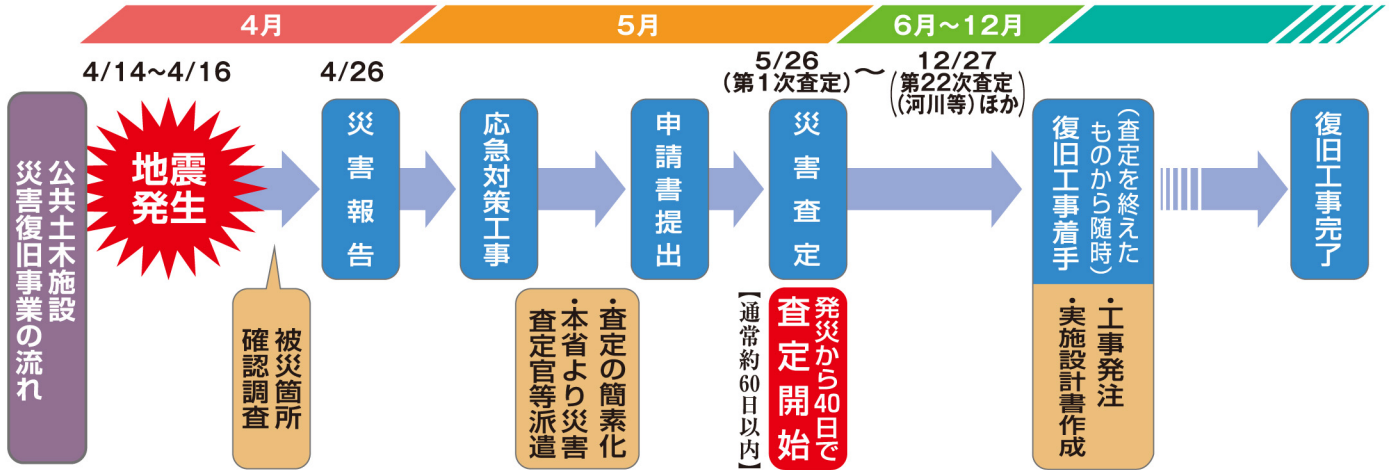 4月
5月
6月～12月
4/14～4/16
4/26
5/26
(第1次査定)
～
12/27
(第22次査定
(河川等)ほか)
公共土木施設
災害復旧事業の流れ
地震
発生
災害報告
応急対策工事
申請書提出
災害査定
(査定を終えた
ものから随時)
復旧工事着手
復旧工事完了
被災箇所
確認調査
・査定の簡素化
・本省より災害
査定官等派遣
発災から40日で
査定開始
【通常約60日以内】
・工事発注
・実施設計書作成